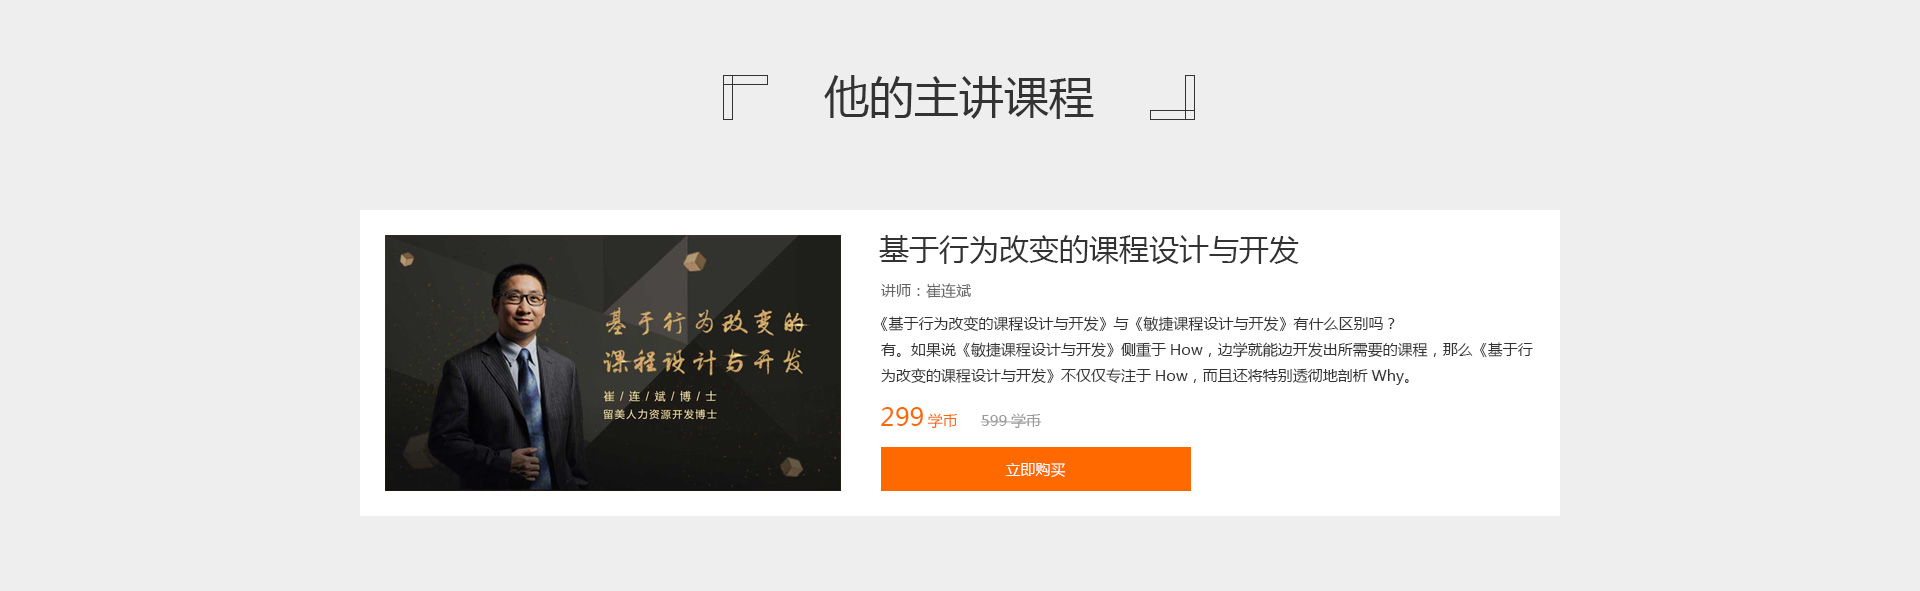 他的主讲课程
基于行为改变的
课程设计与开发
崔 / 连 / 斌 / 博 / 士
留美人力资源开发博士
基于行为改变的课程设计与开发
讲师：崔连斌
《基于行为改变的课程设计与开发》与《敏捷课程设计与开发》有什么区别吗？
有。如果说《敏捷课程设计与开发》侧重于 How，边学就能边开发出所需要的课程，那么《基于行
为改变的课程设计与开发》不仅仅专注于 How，而且还将特别透彻地剖析 Why。
299 学币 599 学币
立即购买